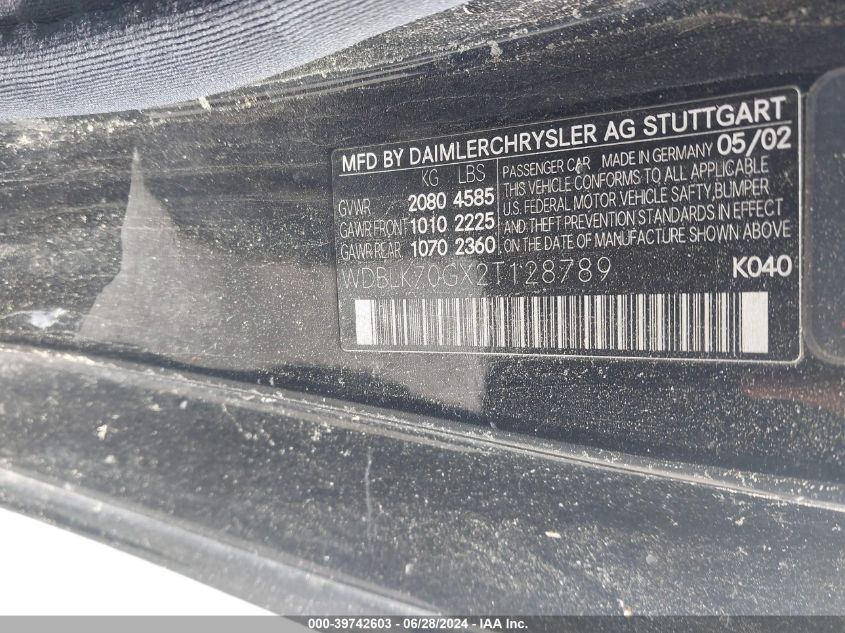 MFD BY DAIMLERCHRYSLER AG STUTTGART
KG LBS 05/02
GVWR 2080 4585
GAWR FRONT 1010 2225
GAWR REAR 1070 2360
PASSENGER CAR MADE IN GERMANY
THIS VEHICLE CONFORMS TO ALL APPLICABLE
U.S. FEDERAL MOTOR VEHICLE SAFTY, BUMPER
AND THEFT PREVENTION STANDARDS IN EFFECT
ON DATE OF MANUFACTURE SHOWN ABOVE
WDBLK70GX2T128789 K040
000-39742603 / 06/28/2024 - IAA, Inc.